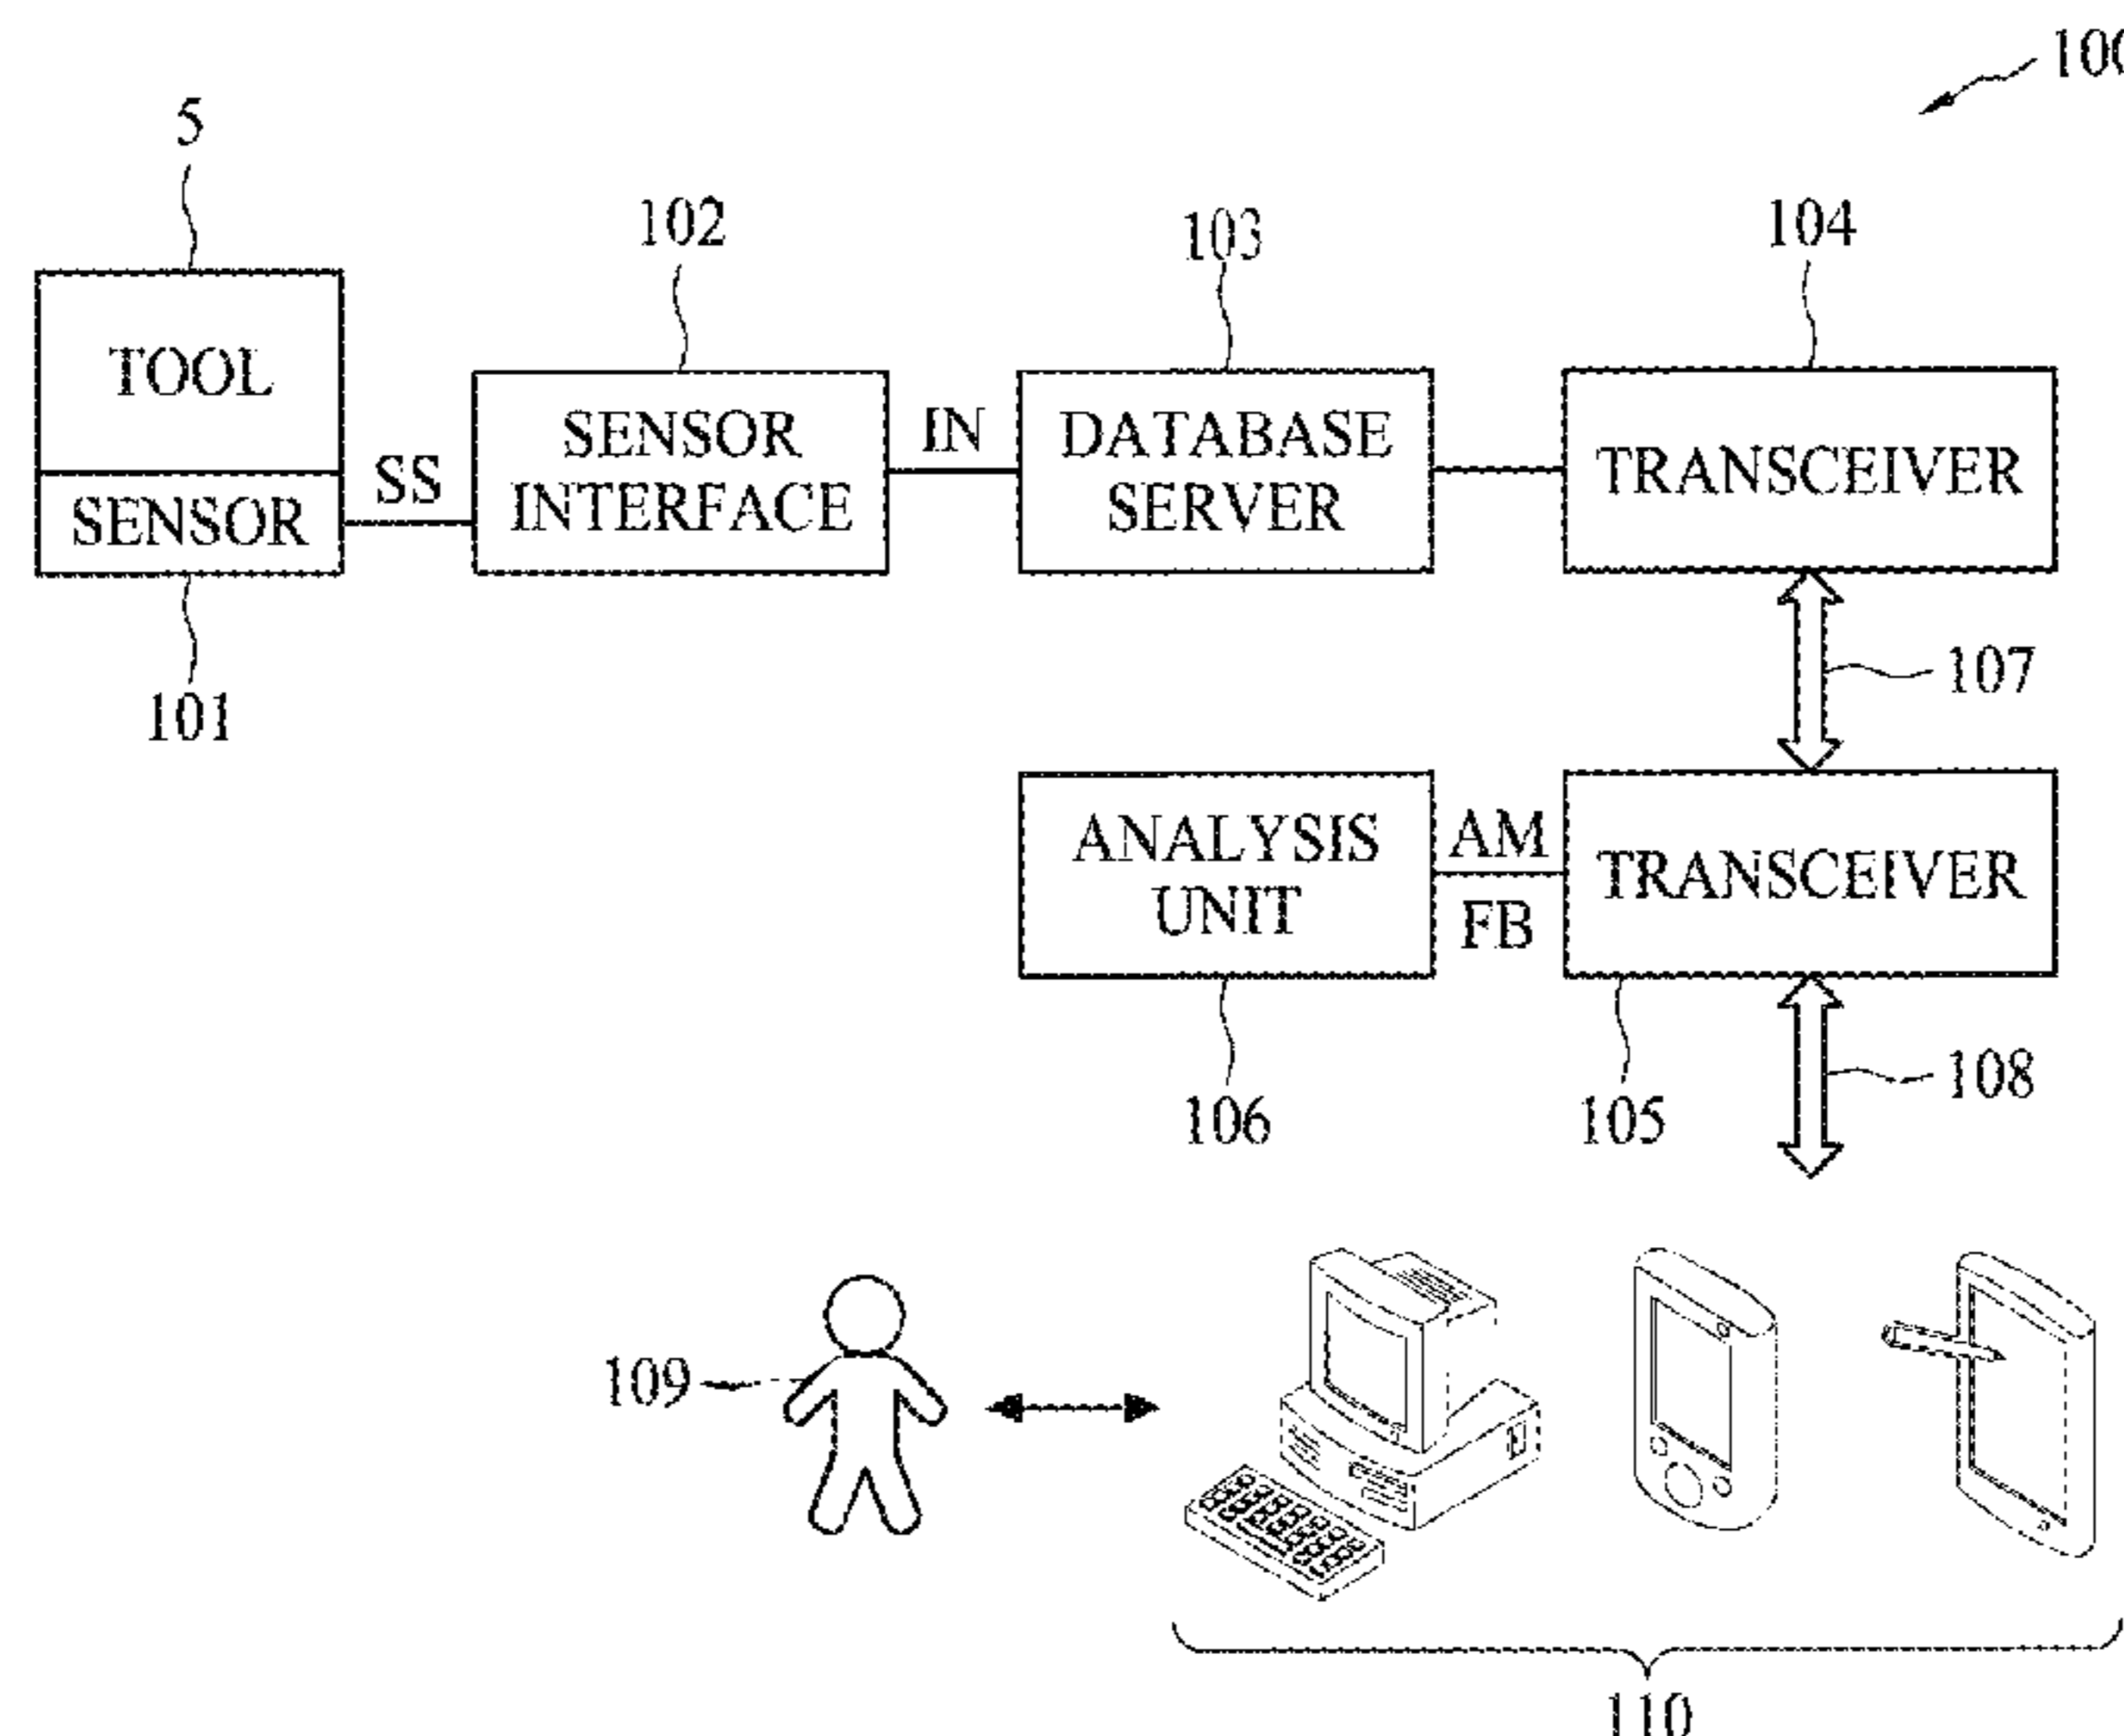 100
5
102
103
104
TOOL
SENSOR
SS
SENSOR
INTERFACE
IN
DATABASE
SERVER
TRANSCEIVER
101
107
ANALYSIS
UNIT
AM
FB
TRANSCEIVER
106
105
108
109
110